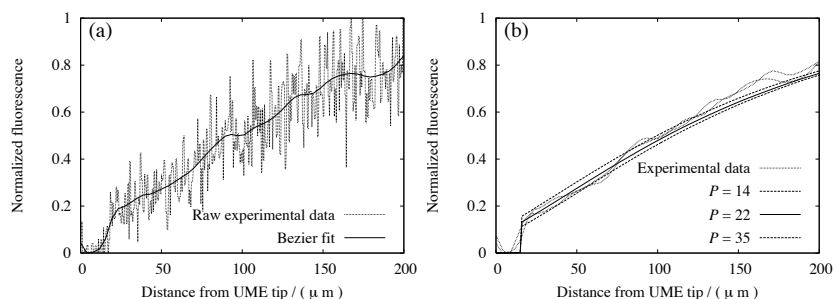 (a)
Normalized fluorescence
1
0.8
0.6
0.4
0.2
0
Raw experimental data
Bezier fit
0 50 100 150 200
Distance from UME tip / ( μ m )
(b)
Normalized fluorescence
1
0.8
0.6
0.4
0.2
0
Experimental data
P = 14
P = 22
P = 35
0 50 100 150 200
Distance from UME tip / ( μ m )